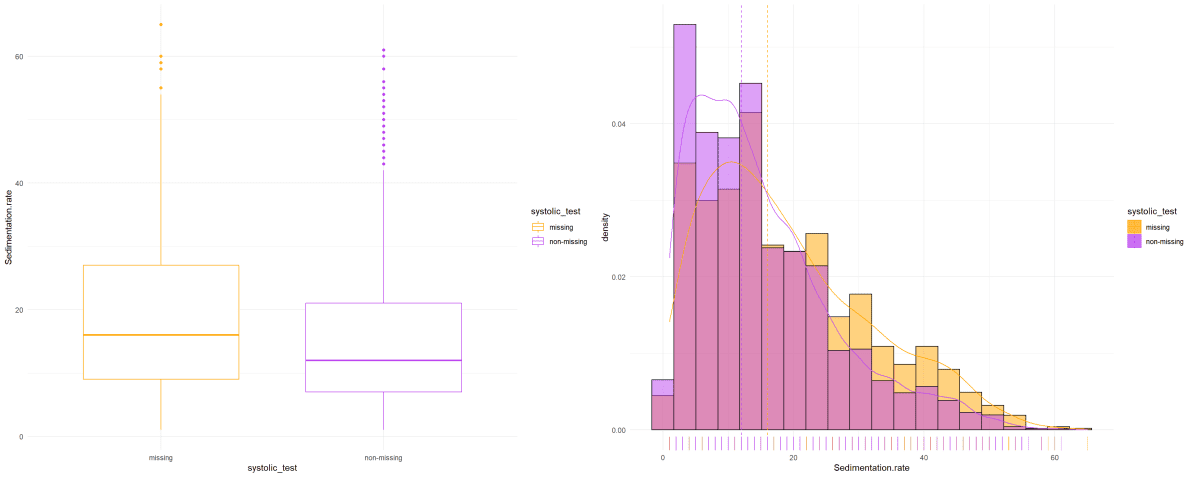 60
40
20
0
Sedimentation.rate
missing
non-missing
systolic_test
systolic_test
missing
non-missing
0.04
0.02
0.00
density
0
20
40
60
Sedimentation.rate
systolic_test
missing
non-missing